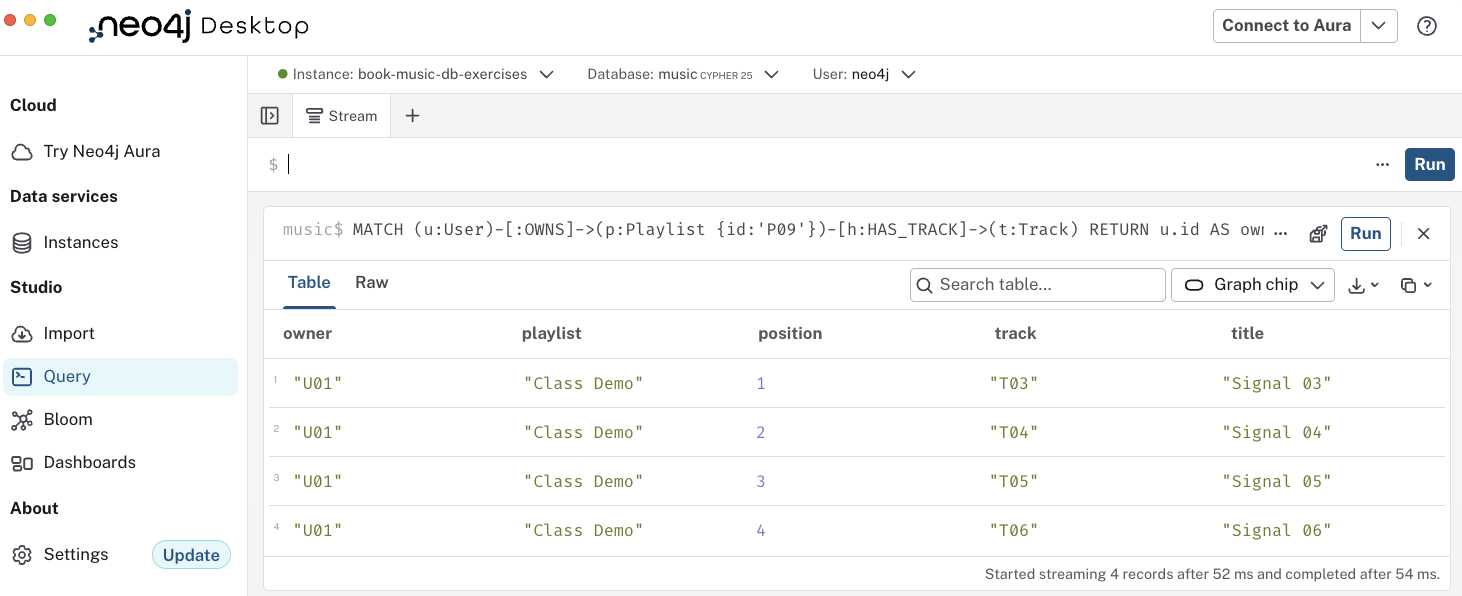 neo4j Desktop
Connect to Aura
Instance: book-music-db-exercises
Database: music CYPHER 25
User: neo4j
Cloud
Try Neo4j Aura
Data services
Instances
Studio
Import
Query
Bloom
Dashboards
About
Settings
Update
Stream
$
Run
music$ MATCH (u:User)-[:OWNS]->(p:Playlist {id:'P09'})-[h:HAS_TRACK]->(t:Track) RETURN u.id AS own ...
Run
Table Raw
Search table...
Graph chip
owner playlist position track title
1 "U01" "Class Demo" 1 "T03" "Signal 03"
2 "U01" "Class Demo" 2 "T04" "Signal 04"
3 "U01" "Class Demo" 3 "T05" "Signal 05"
4 "U01" "Class Demo" 4 "T06" "Signal 06"
Started streaming 4 records after 52 ms and completed after 54 ms.